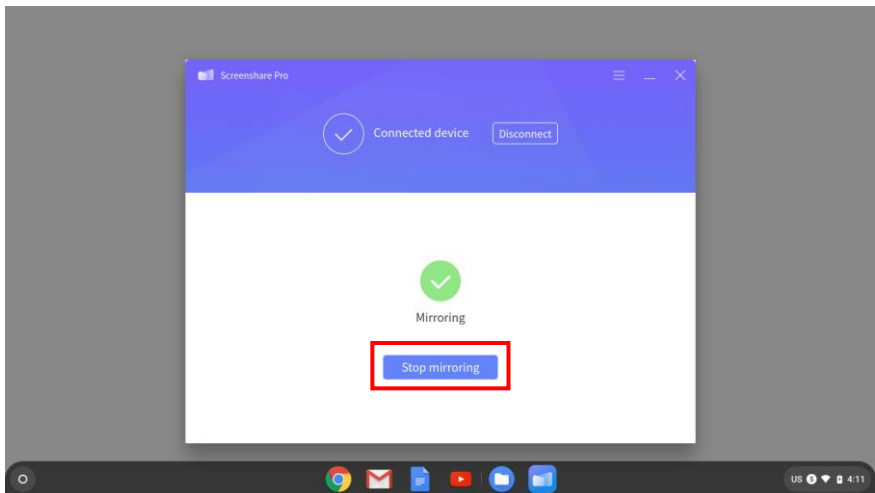 Screenshare Pro
Connected device Disconnect
Mirroring
Stop mirroring
US 4:11